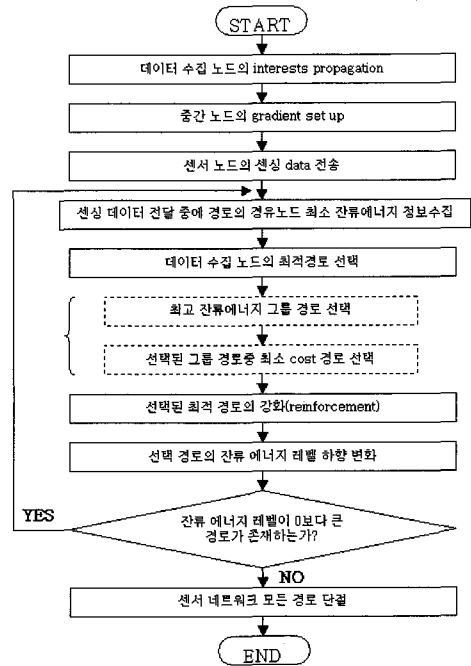 START
데이터 수집 노드의 interests propagation
중간 노드의 gradient set up
센서 노드의 센싱 data 전송
센싱 데이터 전달 중에 경로의 경유노드 최소 잔류에너지 정보수집
데이터 수집 노드의 최적경로 선택
최고 잔류에너지 그룹 경로 선택
선택된 그룹 경로중 최소 cost 경로 선택
선택된 최적 경로의 강화(reinforcement)
선택 경로의 잔류 에너지 레벨 하향 변화
YES
잔류 에너지 레벨이 0보다 큰
경로가 존재하는가?
NO
센서 네트워크 모든 경로 단절
END